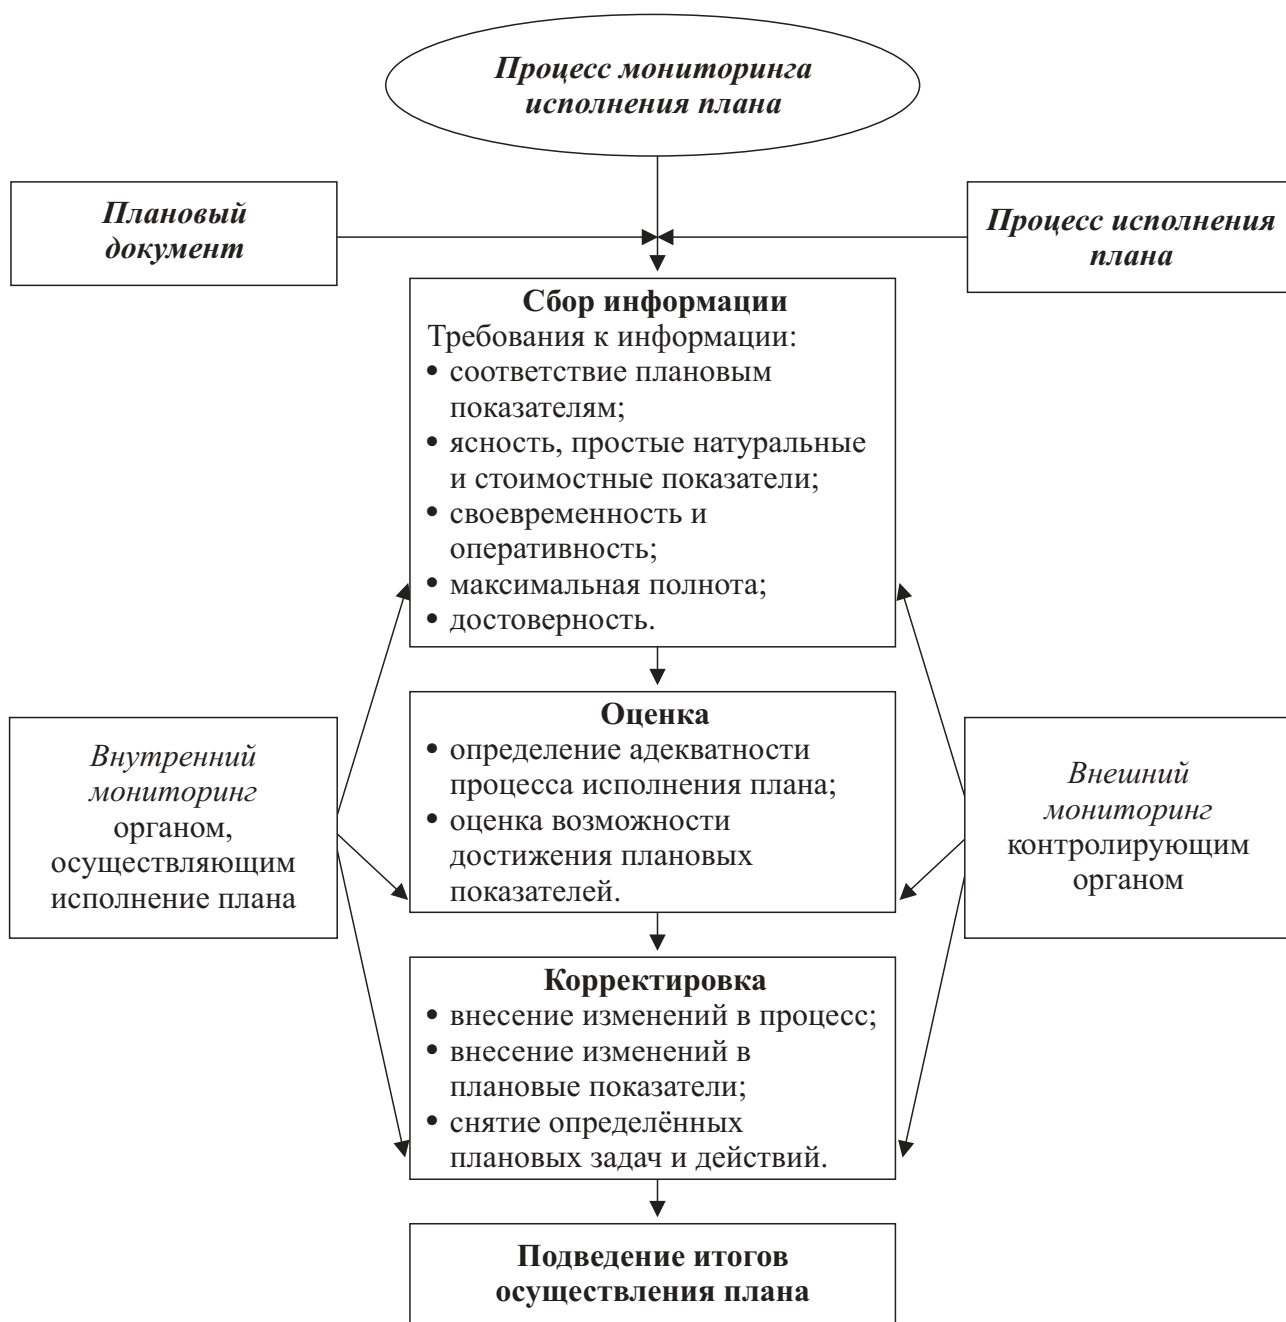 Процесс мониторинга
исполнения плана
Плановый
документ
Процесс исполнения
плана
Сбор информации
Требования к информации:
• соответствие плановым
показателям;
• ясность, простые натуральные
и стоимостные показатели;
• своевременность и
оперативность;
• максимальная полнота;
• достоверность.
Внутренний
мониторинг
органом,
осуществляющим
исполнение плана
Оценка
• определение адекватности
процесса исполнения плана;
• оценка возможности
достижения плановых
показателей.
Внешний
мониторинг
контролирующим
органом
Корректировка
• внесение изменений в процесс;
• внесение изменений в
плановые показатели;
• снятие определённых
плановых задач и действий.
Подведение итогов
осуществления плана